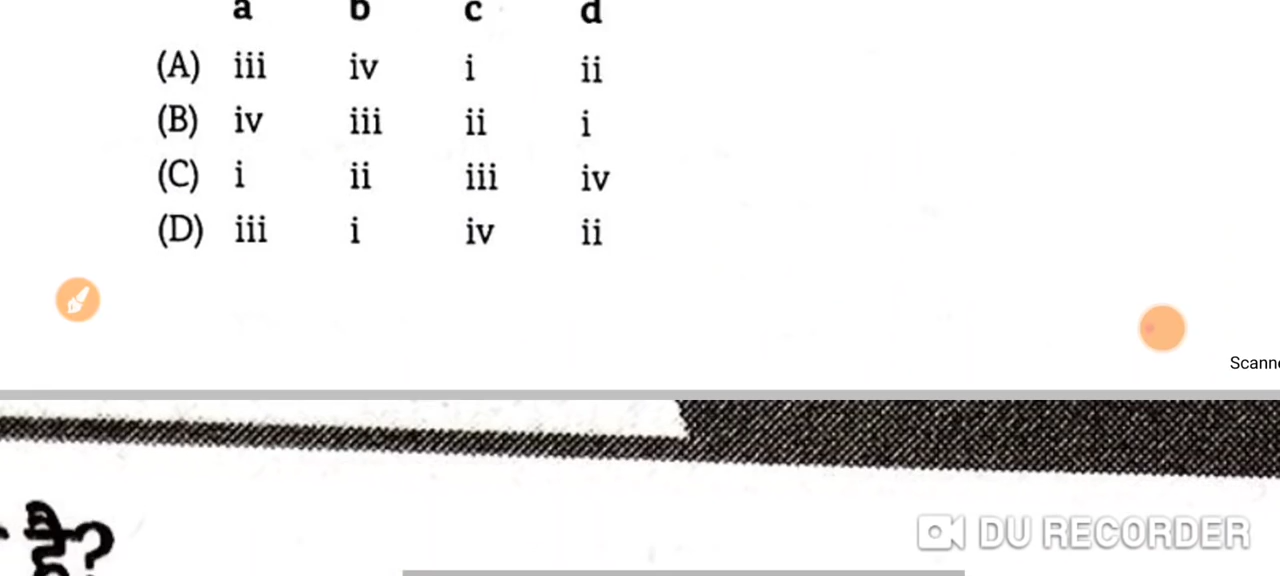 a b c d
(A) iii iv i ii
(B) iv iii ii i
(C) i ii iii iv
(D) iii i iv ii
है?
DU RECORDER